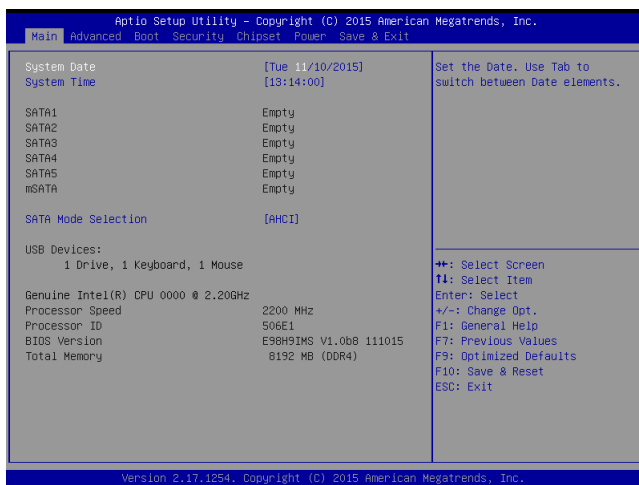 Aptio Setup Utility – Copyright (C) 2015 American Megatrends, Inc.
Main Advanced Boot Security Chipset Power Save & Exit
System Date [Tue 11/10/2015]
System Time [13:14:00]
SATA1 Empty
SATA2 Empty
SATA3 Empty
SATA4 Empty
SATA5 Empty
mSATA Empty
SATA Mode Selection [AHCI]
USB Devices:
1 Drive, 1 Keyboard, 1 Mouse
Genuine Intel(R) CPU 0000 @ 2.20GHz
Processor Speed 2200 MHz
Processor ID 506E1
BIOS Version E98H9IMS V1.0b8 111015
Total Memory 8192 MB (DDR4)
Set the Date. Use Tab to
switch between Date elements.
→←: Select Screen
↑↓: Select Item
Enter: Select
+/-: Change Opt.
F1: General Help
F7: Previous Values
F9: Optimized Defaults
F10: Save & Reset
ESC: Exit
Version 2.17.1254. Copyright (C) 2015 American Megatrends, Inc.